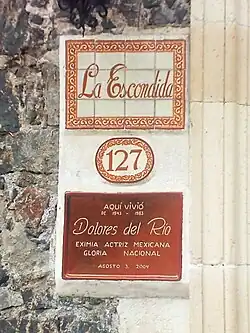 La Escondida
127
AQUÍ VIVIÓ
DE 1943 - 1983
Dolores del Río
EXIMIA ACTRIZ MEXICANA
GLORIA NACIONAL
AGOSTO 3, 2004